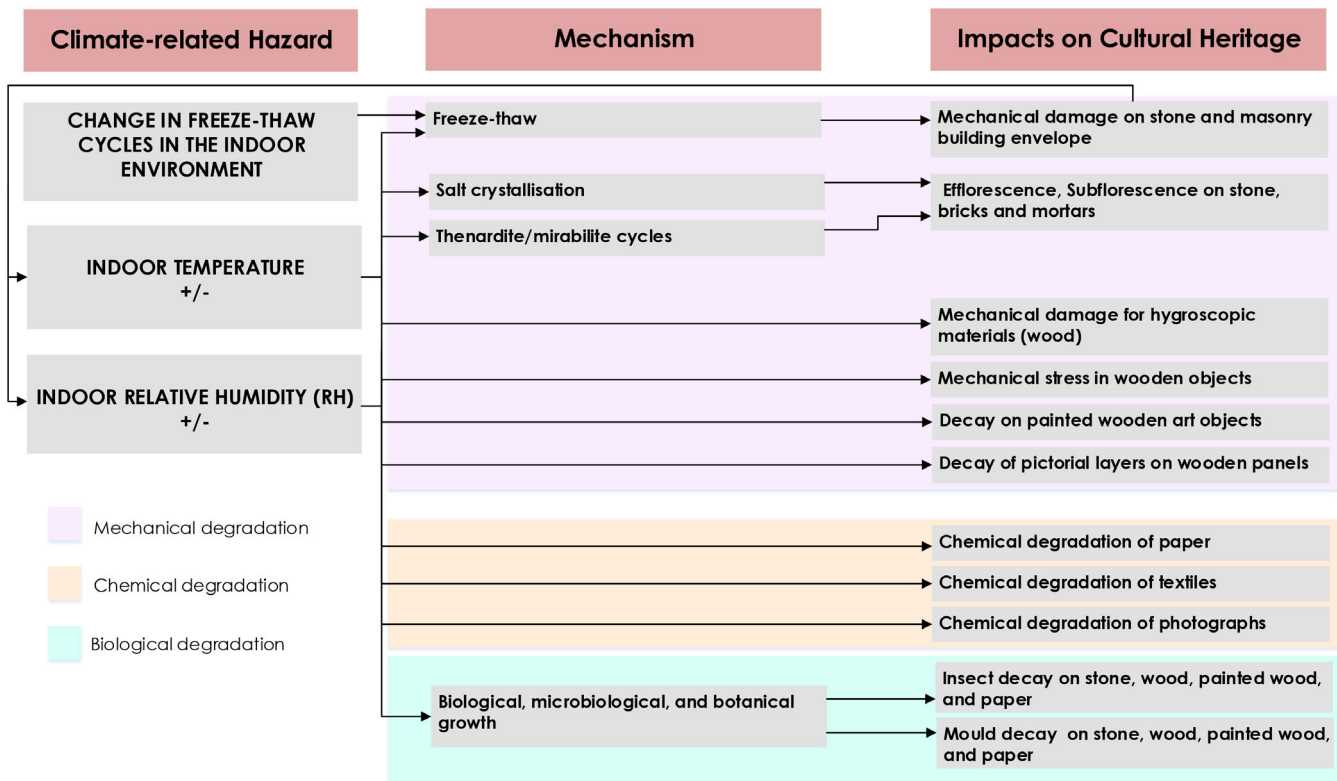 Climate-related Hazard
Mechanism
Impacts on Cultural Heritage
CHANGE IN FREEZE-THAW
CYCLES IN THE INDOOR
ENVIRONMENT
Freeze-thaw
Mechanical damage on stone and masonry
building envelope
Salt crystallisation
Efflorescence, Subflorescence on stone,
bricks and mortars
Thenardite/mirabilite cycles
INDOOR TEMPERATURE
+/-
Mechanical damage for hygroscopic
materials (wood)
INDOOR RELATIVE HUMIDITY (RH)
+/-
Mechanical stress in wooden objects
Decay on painted wooden art objects
Decay of pictorial layers on wooden panels
Mechanical degradation
Chemical degradation
Biological degradation
Chemical degradation of paper
Chemical degradation of textiles
Chemical degradation of photographs
Biological, microbiological, and botanical
growth
Insect decay on stone, wood, painted wood,
and paper
Mould decay on stone, wood, painted wood,
and paper